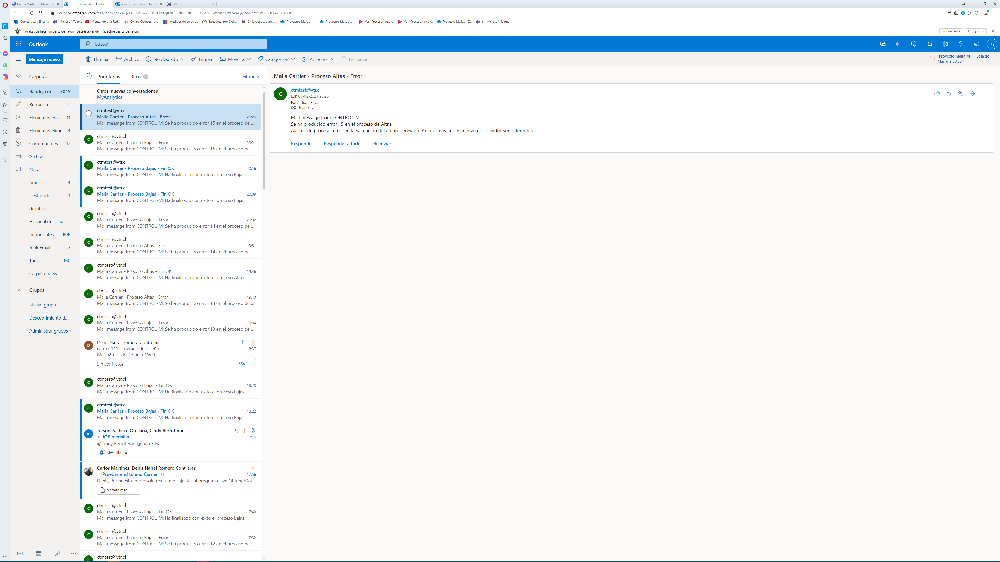 Carlos Martinez | Microsoft
Correo: Juan Silva - Outloo
Correo: Juan Silva - Outloo
EMOL
outlook.office365.com/mail/inbox/id/
Correo: Juan Silva -...
Microsoft Teams
Montando una Red...
Online Courses - A...
Medidor de velocid...
Speedtest por Ookl...
Chile debuta este...
Proyectos Mallas -...
Proyectos Mallas -...
Ver "Procesos Incon...
Ver "Procesos incon...
Proyecto Mallas - O...
(1) Microsoft Teams
Acabas de hacer un gesto del ratón. ¿Deseas aprender más sobre gestos del ratón?
Si, dime más
No, gracias
Outlook
Buscar
JS
Mensaje nuevo
Eliminar
Archivo
No deseado
Limpiar
Mover a
Categorizar
Posponer
Deshacer
[Proyecto Malla M1] - Sala de
Mañana 08:30
Carpetas
Bandeja de... 3045
Borradores 91
Elementos envi... 11
Elementos elimi... 4
Correo no des... 12
Archivo
Notas
bmc 4
Destacados 1
dropbox
Historial de conv...
Importantes 806
Junk Email 7
Todos 160
Carpeta nueva
Grupos
Nuevo grupo
Descubrimiento d...
Administrar grupos
Prioritarios
Otros 1
Filtrar
Otros: nuevas conversaciones
MyAnalytics
ctmtest@vtr.cl
Malla Carrier - Proceso Altas - Error 20:26
Mail message from CONTROL-M: Se ha producido error 15 en el proceso de ...
C
ctmtest@vtr.cl
Malla Carrier - Proceso Bajas - Error 20:21
Mail message from CONTROL-M: Se ha producido error 15 en el proceso de ...
C
ctmtest@vtr.cl
Malla Carrier - Proceso Bajas - Fin OK 20:16
Mail message from CONTROL-M: Ha finalizado con exito el proceso Bajas.
C
ctmtest@vtr.cl
Malla Carrier - Proceso Bajas - Fin OK 20:09
Mail message from CONTROL-M: Ha finalizado con exito el proceso Bajas.
C
ctmtest@vtr.cl
Malla Carrier - Proceso Bajas - Error 20:02
Mail message from CONTROL-M: Se ha producido error 14 en el proceso de ...
C
ctmtest@vtr.cl
Malla Carrier - Proceso Altas - Error 19:51
Mail message from CONTROL-M: Se ha producido error 14 en el proceso de ...
C
ctmtest@vtr.cl
Malla Carrier - Proceso Altas - Fin OK 19:46
Mail message from CONTROL-M: Ha finalizado con exito el proceso Altas.
C
ctmtest@vtr.cl
Malla Carrier - Proceso Altas - Error 19:40
Mail message from CONTROL-M: Se ha producido error 13 en el proceso de ...
C
ctmtest@vtr.cl
Malla Carrier - Proceso Bajas - Error 19:34
Mail message from CONTROL-M: Se ha producido error 13 en el proceso de ...
D
Denis Nairel Romero Contreras
carrier 111 - revision de diseño 18:37
Mar 02-02, 'de' 15:00 a 16:00
Sin conflictos
RSVP
C
ctmtest@vtr.cl
Malla Carrier - Proceso Bajas - Fin OK 18:28
Mail message from CONTROL-M: Ha finalizado con exito el proceso Bajas.
C
ctmtest@vtr.cl
Malla Carrier - Proceso Bajas - Fin OK 18:22
Mail message from CONTROL-M: Ha finalizado con exito el proceso Bajas.
JO
Jerson Pacheco Orellana; Cindy Berroteran
JOB medallia 18:16
@Cindy Berroteran @Juan Silva
Medallia - Anali...
Carlos Martinez; Denis Nairel Romero Contreras
Pruebas end to end Carrier 111 17:56
Denis, Por nuestra parte solo realizamos ajustes al programa java ObtenerDat...
oledata.mso
C
ctmtest@vtr.cl
Malla Carrier - Proceso Bajas - Fin OK 17:40
Mail message from CONTROL-M: Ha finalizado con exito el proceso Bajas.
C
ctmtest@vtr.cl
Malla Carrier - Proceso Bajas - Error 17:32
Mail message from CONTROL-M: Se ha producido error 12 en el proceso de ...
C
ctmtest@vtr.cl
Malla Carrier - Proceso Altas - Error
C
ctmtest@vtr.cl
Lun 01-02-2021 20:26
Para: Juan Silva
CC: Juan Silva
Mail message from CONTROL-M:
Se ha producido error 15 en el proceso de Altas.
Alarma de proceso: error en la validacion del archivo enviado. Archivo enviado y archivo del servidor son diferentes.
Responder
Responder a todos
Reenviar